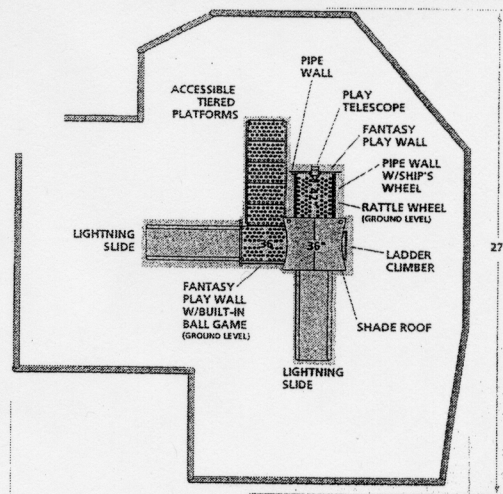 PIPE
WALL
ACCESSIBLE
TIERED
PLATFORMS
PLAY
TELESCOPE
FANTASY
PLAY WALL
PIPE WALL
W/SHIP'S
WHEEL
RATTLE WHEEL
(GROUND LEVEL)
LIGHTNING
SLIDE
36"
36"
LADDER
CLIMBER
27
FANTASY
PLAY WALL
W/BUILT-IN
BALL GAME
(GROUND LEVEL)
SHADE ROOF
LIGHTNING
SLIDE